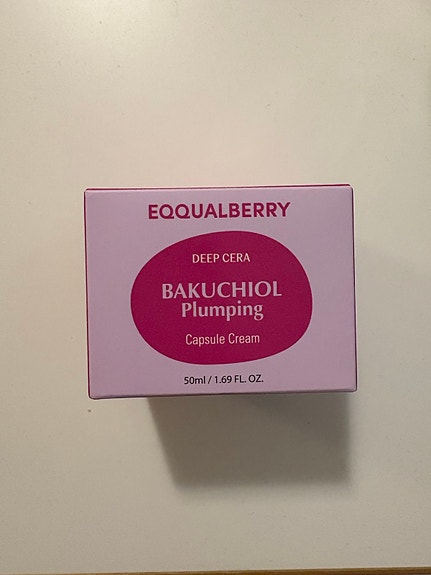 EQQUALBERRY
DEEP CERA
BAKUCHIOL
Plumping
Capsule Cream
50ml / 1.69 FL. OZ.